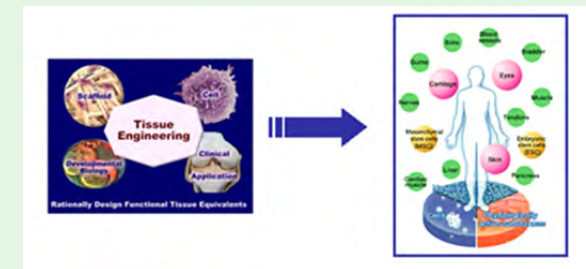 Scaffold
Cell
Tissue
Engineering
Developmental
Biology
Clinical
Application
Rationally Design Functional Tissue Equivalents
Bone
Blood
vessels
Bladder
Gums
Eyes
Cartilage
Muscle
Nerves
Tendons
Mesenchymal
stem cells
(MSC)
Embryonic
stem cells
(ESC)
Skin
Liver
Cardiac
muscle
Pancreas
Cells